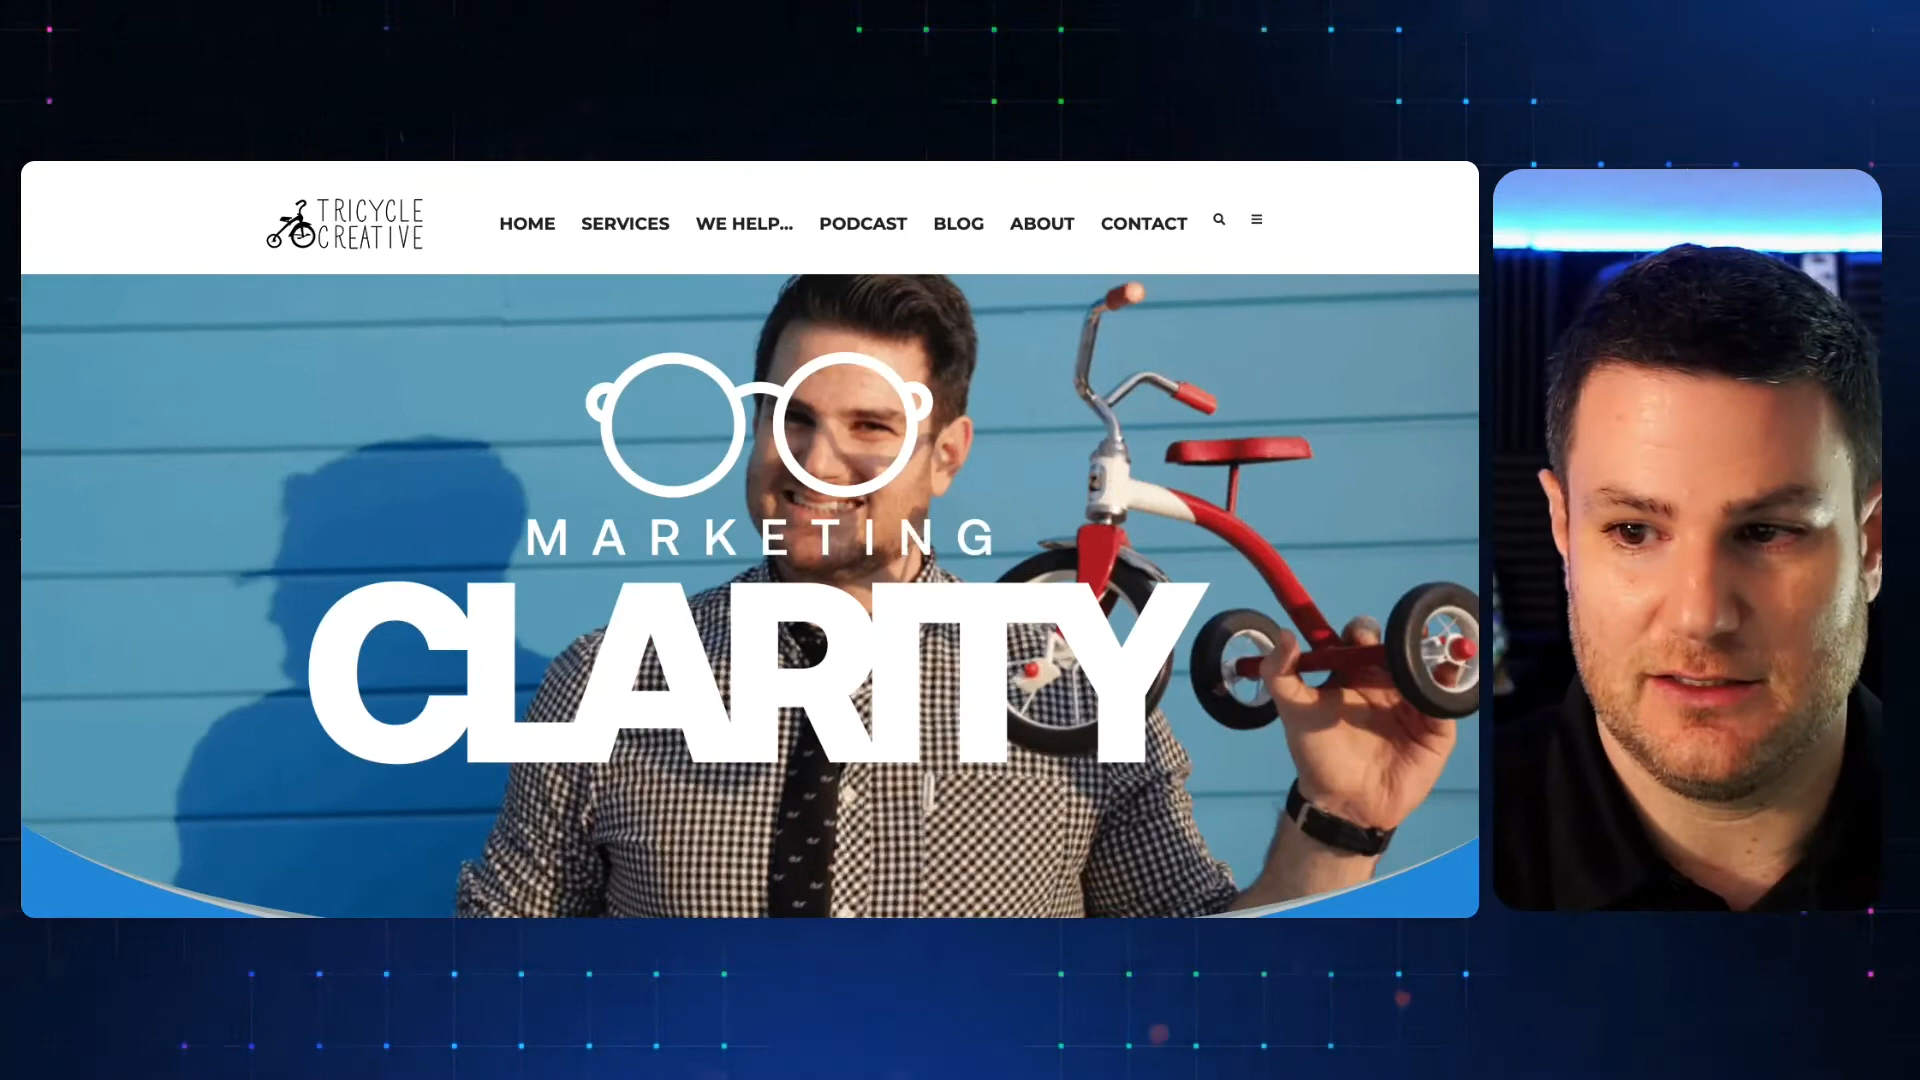 TRICYCLE
CREATIVE
HOME SERVICES WE HELP... PODCAST BLOG ABOUT CONTACT
MARKETING
CLARITY